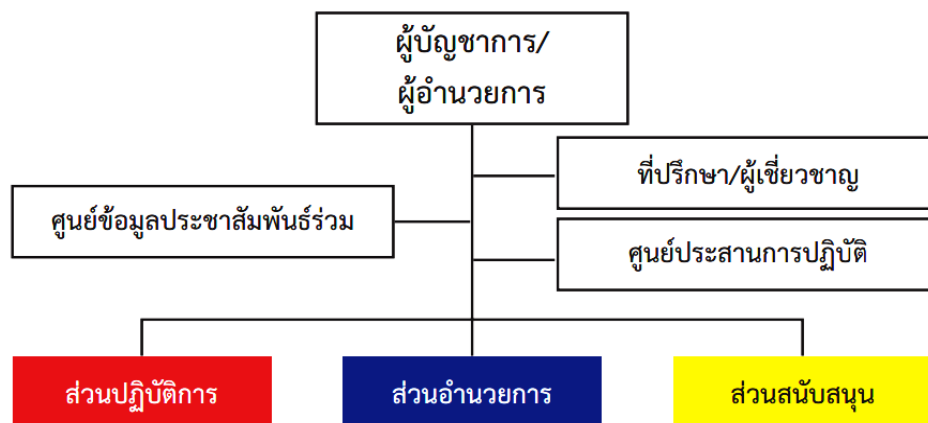 ผู้บัญชาการ/
ผู้อำนวยการ
ที่ปรึกษา/ผู้เชี่ยวชาญ
ศูนย์ข้อมูลประชาสัมพันธ์ร่วม
ศูนย์ประสานการปฏิบัติ
ส่วนปฏิบัติการ
ส่วนอำนวยการ
ส่วนสนับสนุน